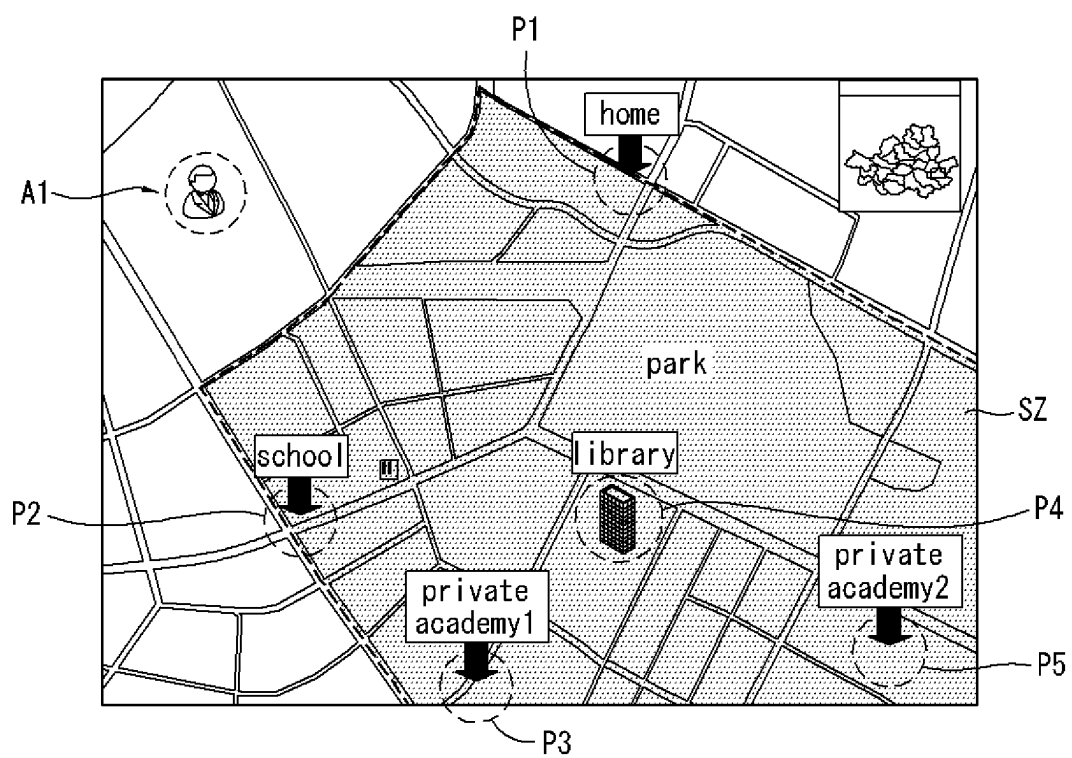 P1
home
A1
park
SZ
school
library
P2
P4
private
academy2
private
academy1
P5
P3